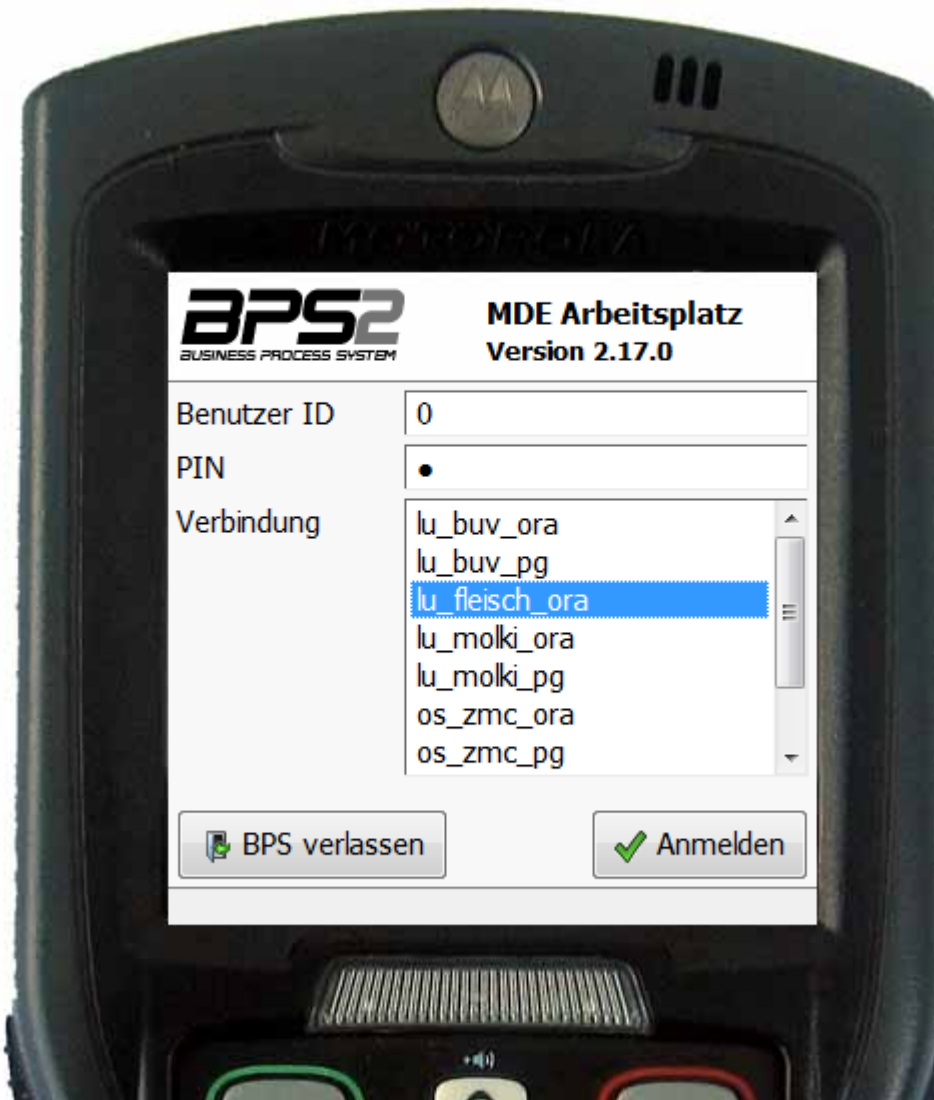 MOTOROLA
BPS2
BUSINESS PROCESS SYSTEM
MDE Arbeitsplatz
Version 2.17.0
Benutzer ID
0
PIN
Verbindung
lu_buv_ora
lu_buv_pg
lu_fleisch_ora
lu_molki_ora
lu_molki_pg
os_zmc_ora
os_zmc_pg
BPS verlassen
Anmelden